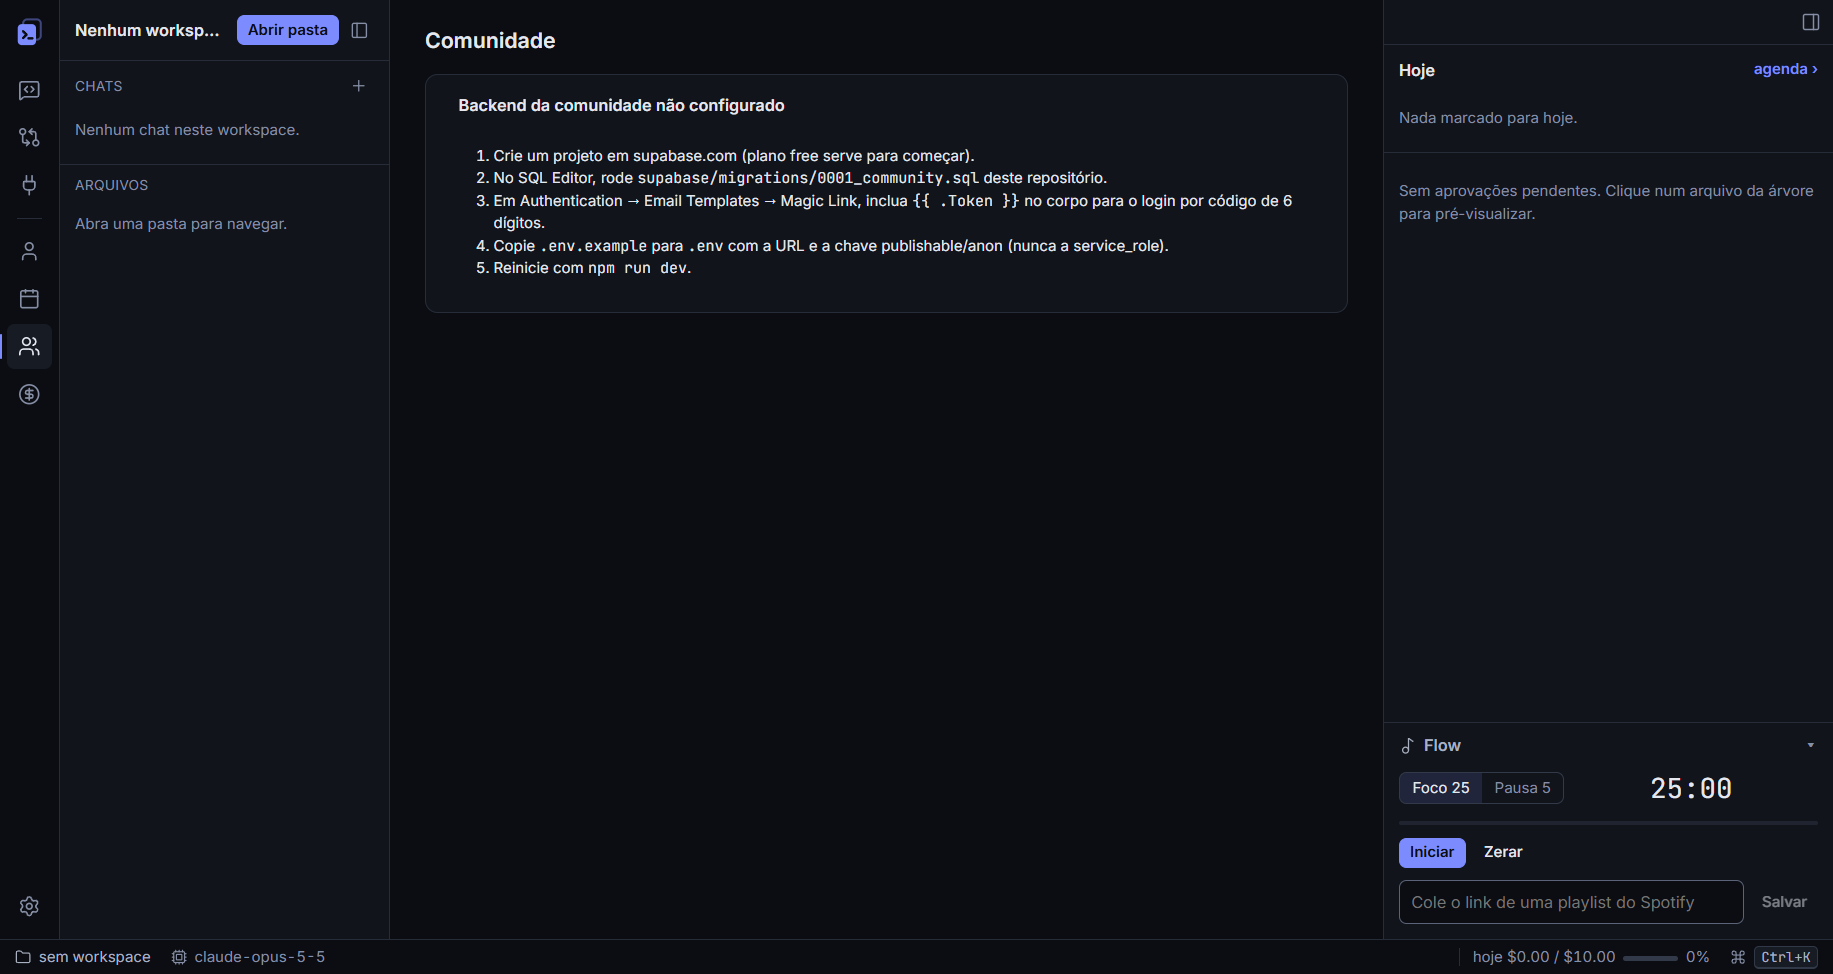 Nenhum worksp...
Abrir pasta
CHATS
Nenhum chat neste workspace.
ARQUIVOS
Abra uma pasta para navegar.
Comunidade
Backend da comunidade não configurado
1. Crie um projeto em supabase.com (plano free serve para começar).
2. No SQL Editor, rode supabase/migrations/0001_community.sql deste repositório.
3. Em Authentication → Email Templates → Magic Link, inclua {{ .Token }} no corpo para o login por código de 6
dígitos.
4. Copie .env.example para .env com a URL e a chave publishable/anon (nunca a service_role).
5. Reinicie com npm run dev.
Hoje
agenda ›
Nada marcado para hoje.
Sem aprovações pendentes. Clique num arquivo da árvore
para pré-visualizar.
Flow
Foco 25
Pausa 5
25:00
Iniciar
Zerar
Cole o link de uma playlist do Spotify
Salvar
sem workspace
claude-opus-5-5
hoje $0.00 / $10.00
0%
⌘
Ctrl+K